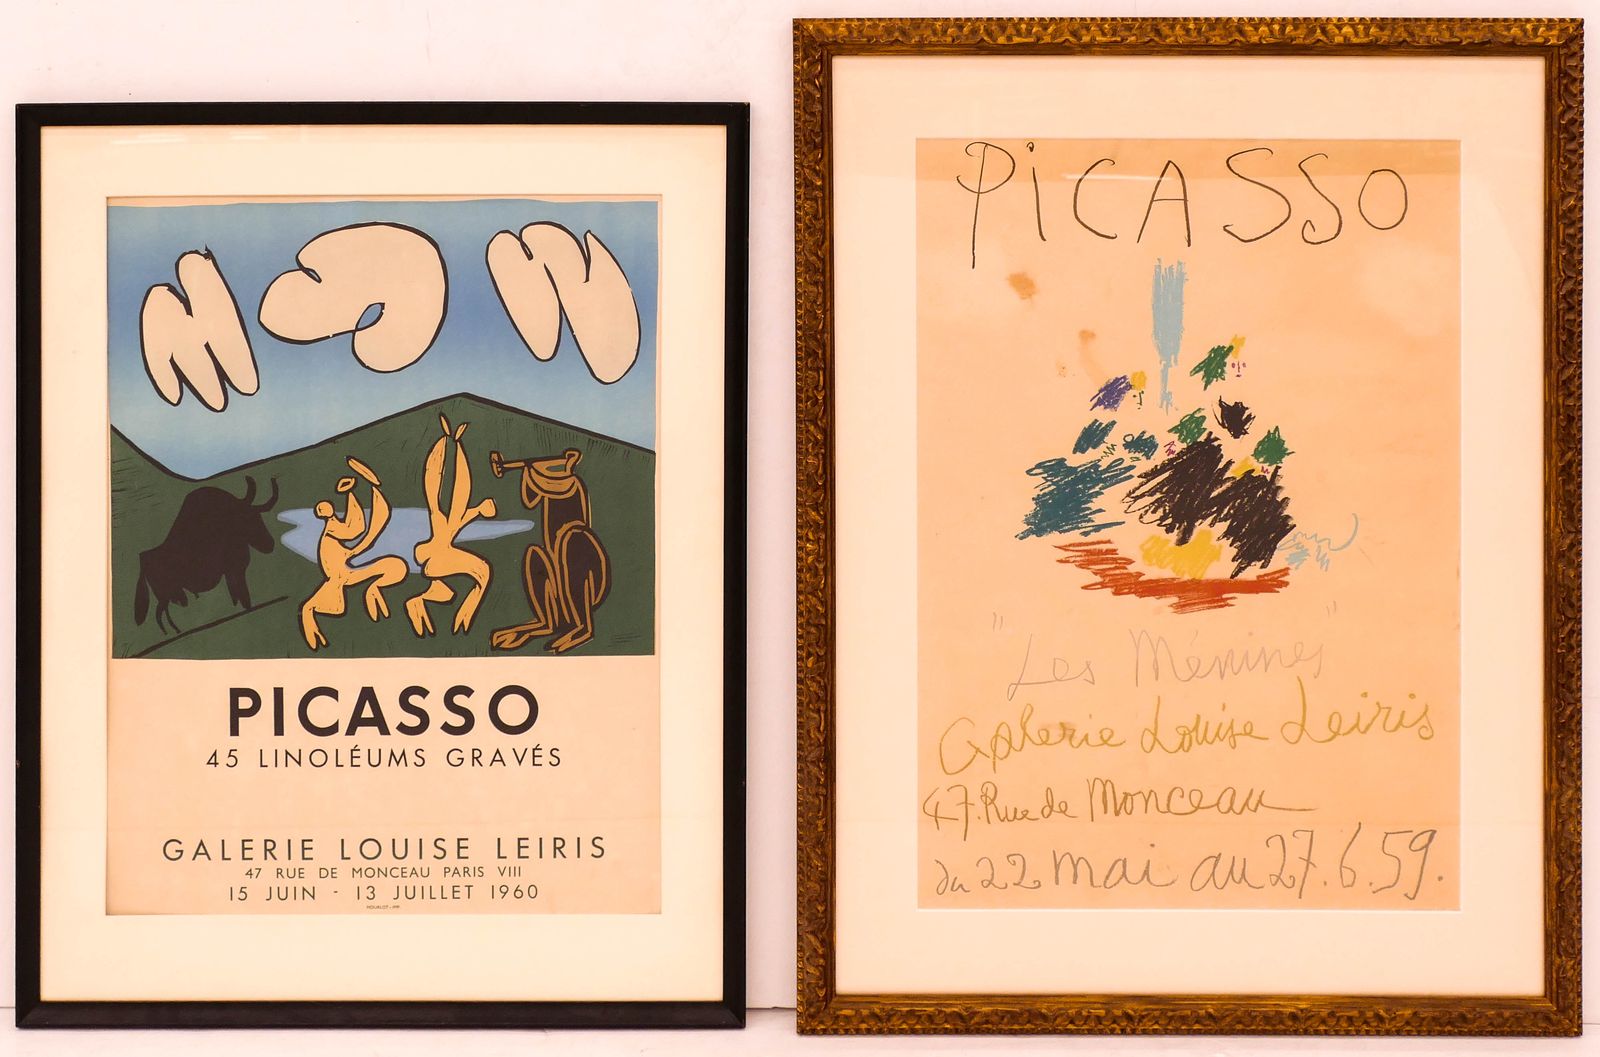 PICASSO
45 LINOLÉUMS GRAVÉS
GALERIE LOUISE LEIRIS
47 RUE DE MONCEAU PARIS VIII
15 JUIN - 13 JUILLET 1960
PICASSO
"Les Ménines"
Galerie Louise Leiris
47. Rue de Monceau
du 22 mai au 27.6.59.